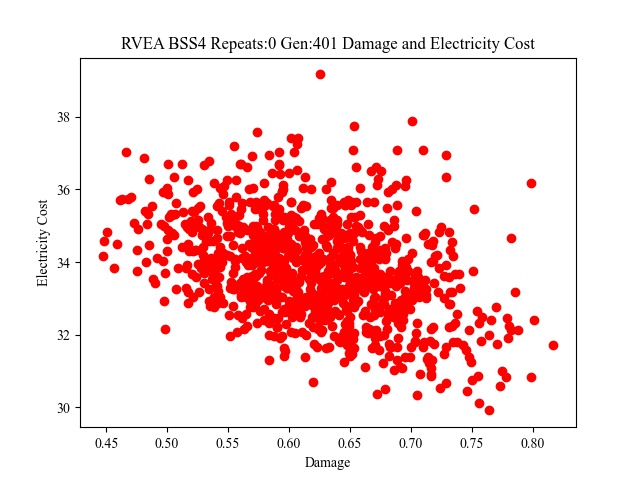 RVEA BSS4 Repeats:0 Gen:401 Damage and Electricity Cost
38
36
34
32
30
Electricity Cost
0.45 0.50 0.55 0.60 0.65 0.70 0.75 0.80
Damage